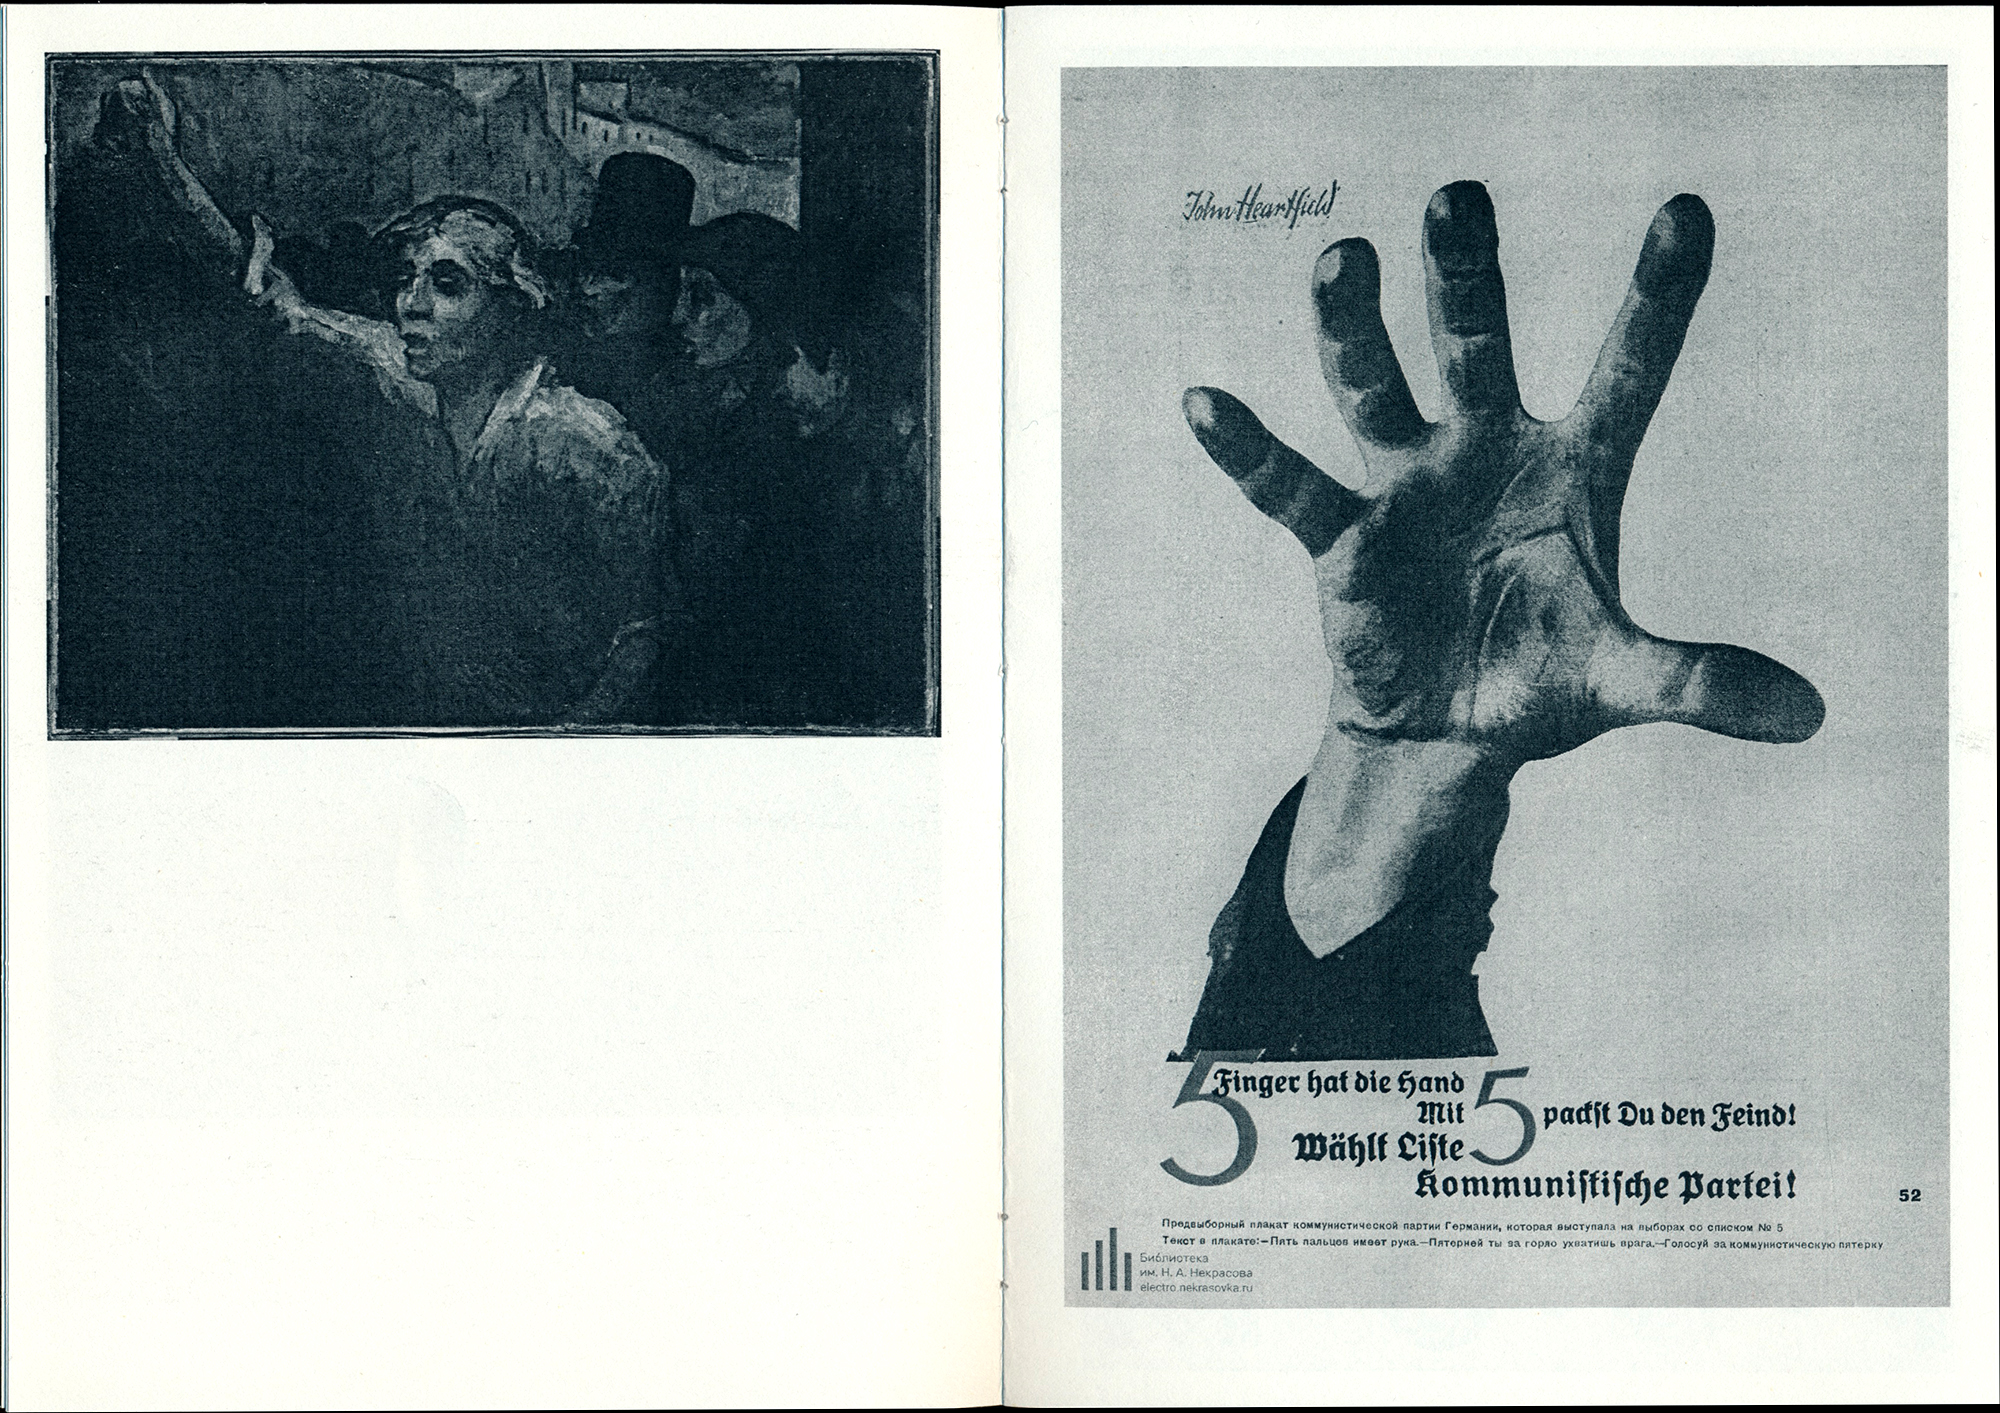 John Heartfield
5 Finger hat die Hand
Mit 5 packst Du den Feind!
Wählt Liste
Kommunistische Partei!
52
Предвыборный плакат коммунистической партии Германии, которая выступала на выборах со списком № 5
Текст в плакате:—Пять пальцев имеет рука.—Пятерней ты за горло ухватишь врага.—Голосуй за коммунистическую пятерку
Библиотека
им. Н. А. Некрасова
electro.nekrasovka.ru